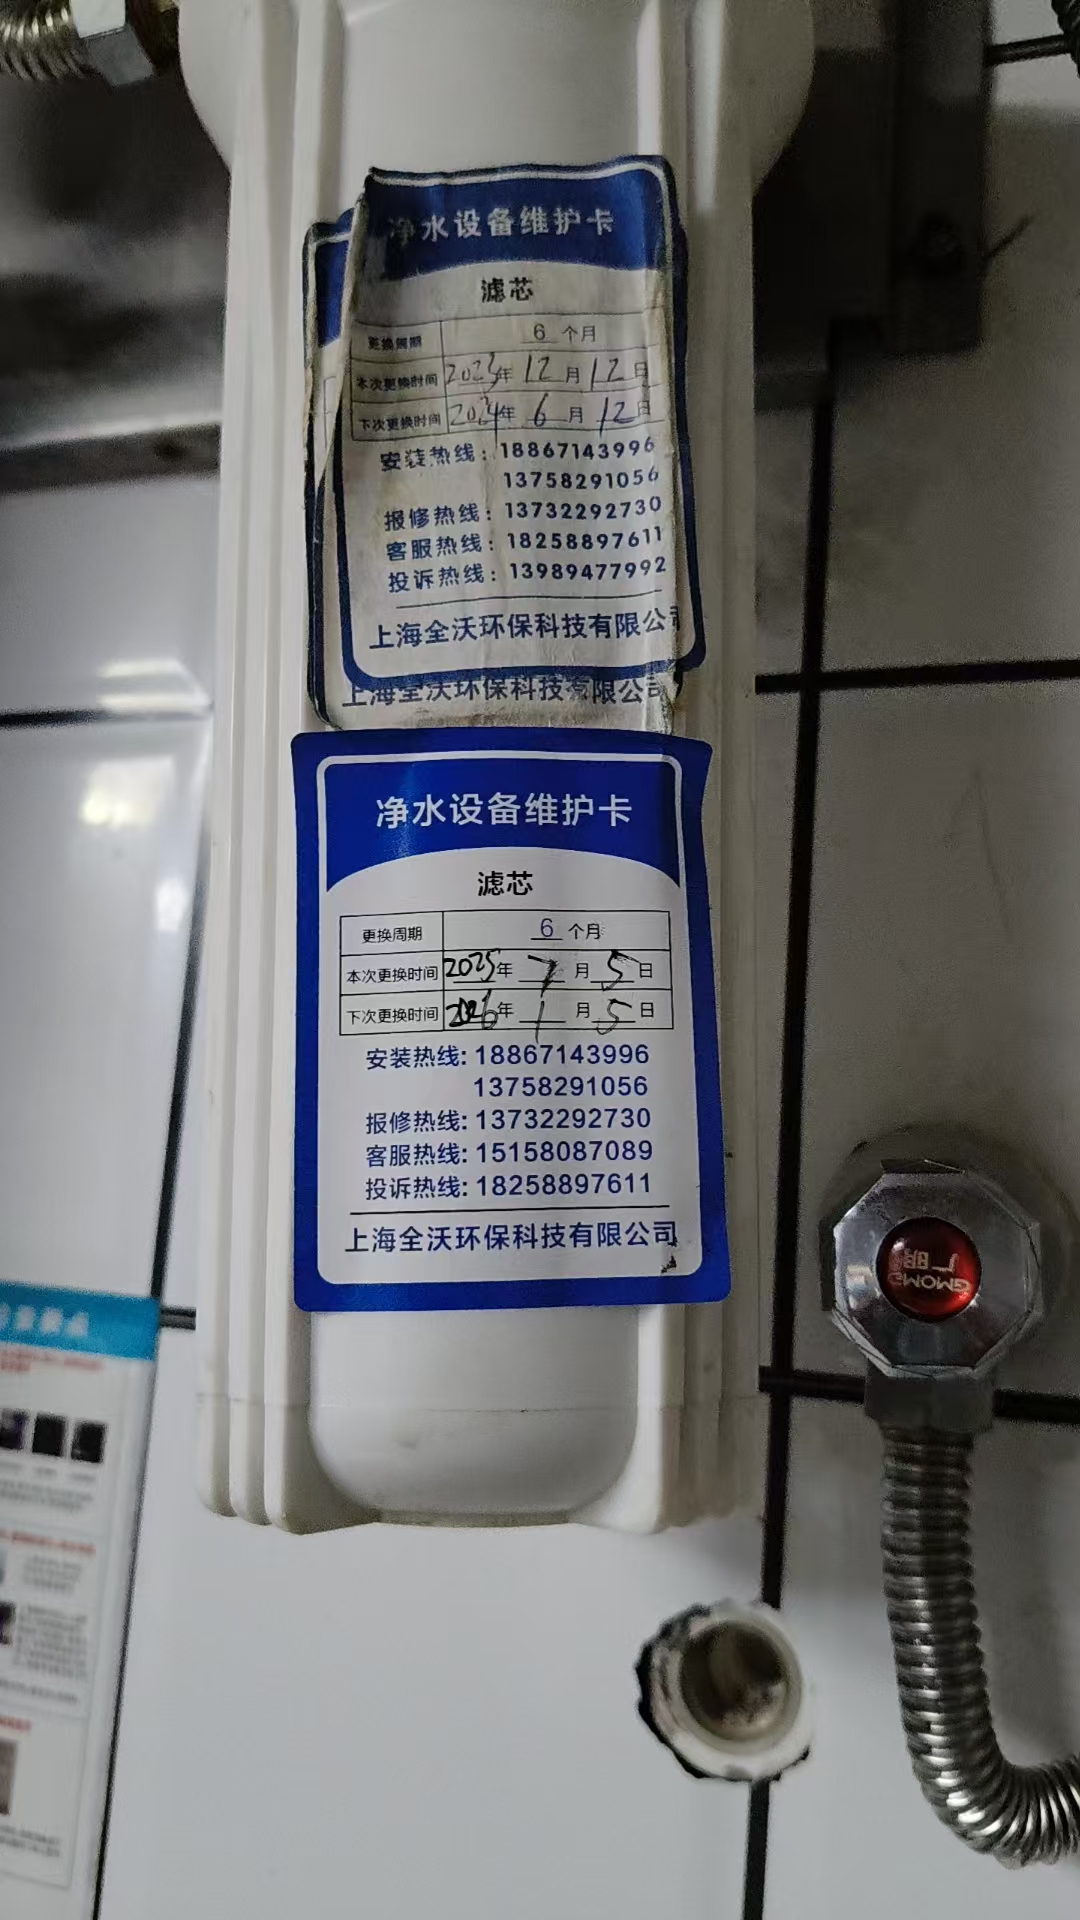 净水设备维护卡
滤芯
更换周期 6 个月
本次更换时间 2023年 12月 12日
下次更换时间 2024年 6月 12日
安装热线: 18867143996
13758291056
报修热线: 13732292730
客服热线: 18258897611
投诉热线: 13989477992
上海全沃环保科技有限公司
上海全沃环保科技有限公司
净水设备维护卡
滤芯
更换周期 6 个月
本次更换时间 2025年 7月 5日
下次更换时间 2026年 1月 5日
安装热线: 18867143996
13758291056
报修热线: 13732292730
客服热线: 15158087089
投诉热线: 18258897611
上海全沃环保科技有限公司
GMOMO
广明